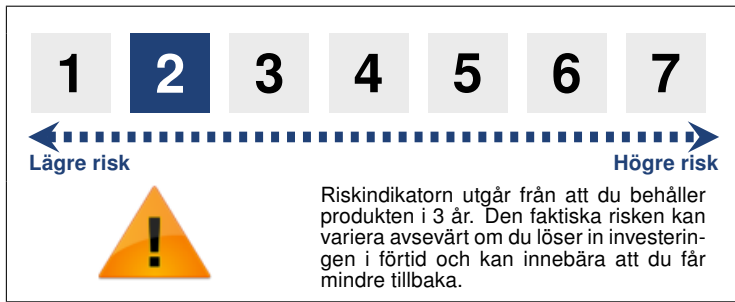 1 2 3 4 5 6 7
Lägre risk Högre risk
Riskindikatorn utgår från att du behåller
produkten i 3 år. Den faktiska risken kan
variera avsevärt om du löser in investerin-
gen i förtid och kan innebära att du får
mindre tillbaka.